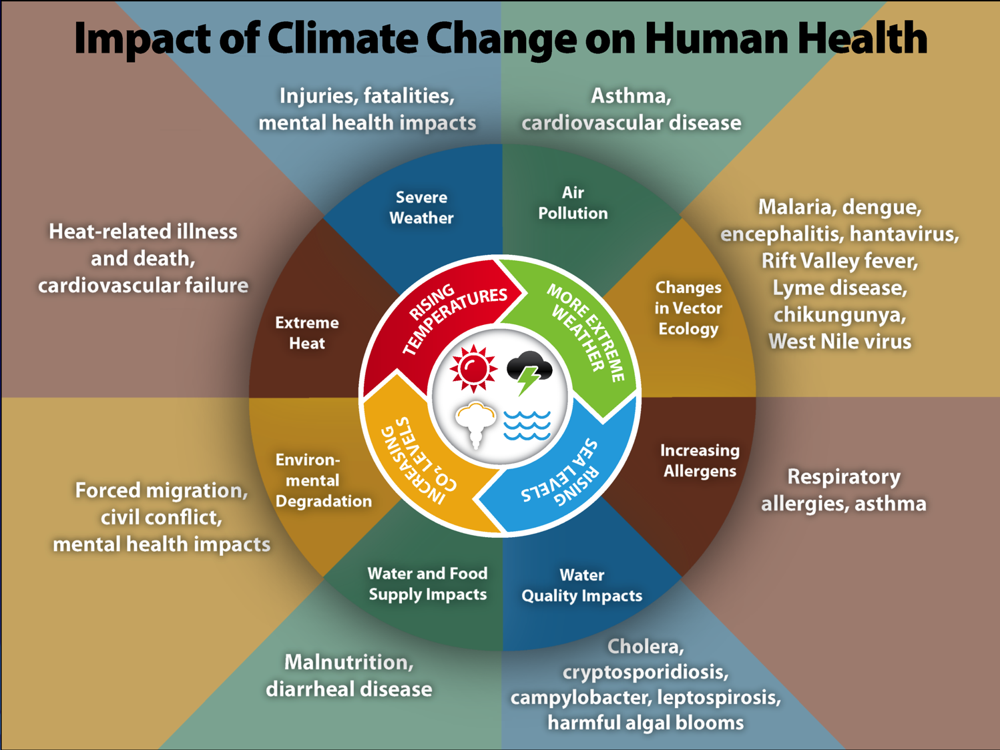 Impact of Climate Change on Human Health
Injuries, fatalities,
mental health impacts
Asthma,
cardiovascular disease
Malaria, dengue,
encephalitis, hantavirus,
Rift Valley fever,
Lyme disease,
chikungunya,
West Nile virus
Respiratory
allergies, asthma
Cholera,
cryptosporidiosis,
campylobacter, leptospirosis,
harmful algal blooms
Malnutrition,
diarrheal disease
Forced migration,
civil conflict,
mental health impacts
Heat-related illness
and death,
cardiovascular failure
Severe
Weather
Air
Pollution
Changes
in Vector
Ecology
Increasing
Allergens
Water
Quality Impacts
Water and Food
Supply Impacts
Environ-
mental
Degradation
Extreme
Heat
RISING
TEMPERATURES
MORE EXTREME
WEATHER
RISING
SEA LEVELS
INCREASING
CO₂ LEVELS